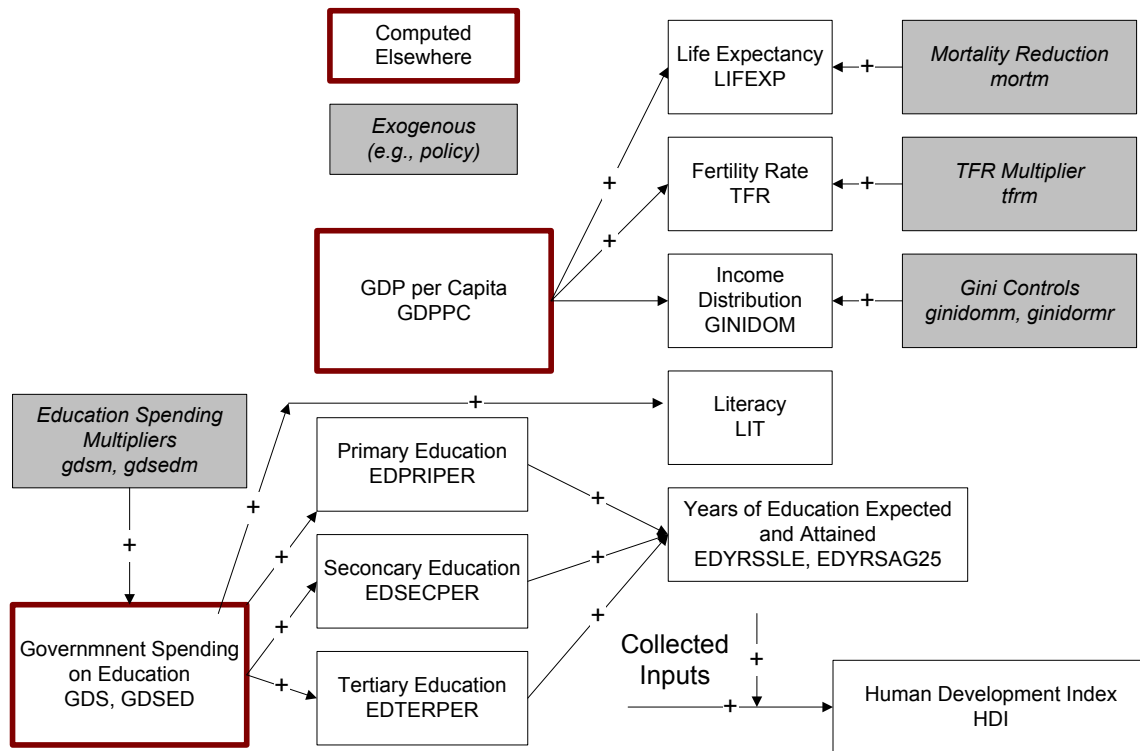 Computed
Elsewhere
Exogenous
(e.g., policy)
Life Expectancy
LIFEXP
+
Mortality Reduction
mortm
+
Fertility Rate
TFR
+
TFR Multiplier
tfrm
+
GDP per Capita
GDPPC
Income
Distribution
GINIDOM
+
Gini Controls
ginidomm, ginidormr
Education Spending
Multipliers
gdsm, gdsedm
+
+
Literacy
LIT
+
Primary Education
EDPRIPER
+
+
Years of Education Expected
and Attained
EDYRSSLE, EDYRSAG25
Seconcary Education
EDSECPER
+
+
Governmnent Spending
on Education
GDS, GDSED
+
Tertiary Education
EDTERPER
+
+
Collected
Inputs
+
+
Human Development Index
HDI